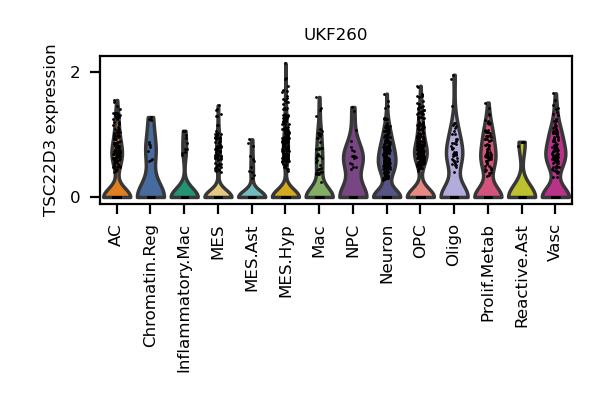 UKF260
TSC22D3 expression
2
0
AC
Chromatin.Reg
Inflammatory.Mac
MES
MES.Ast
MES.Hyp
Mac
NPC
Neuron
OPC
Oligo
Prolif.Metab
Reactive.Ast
Vasc